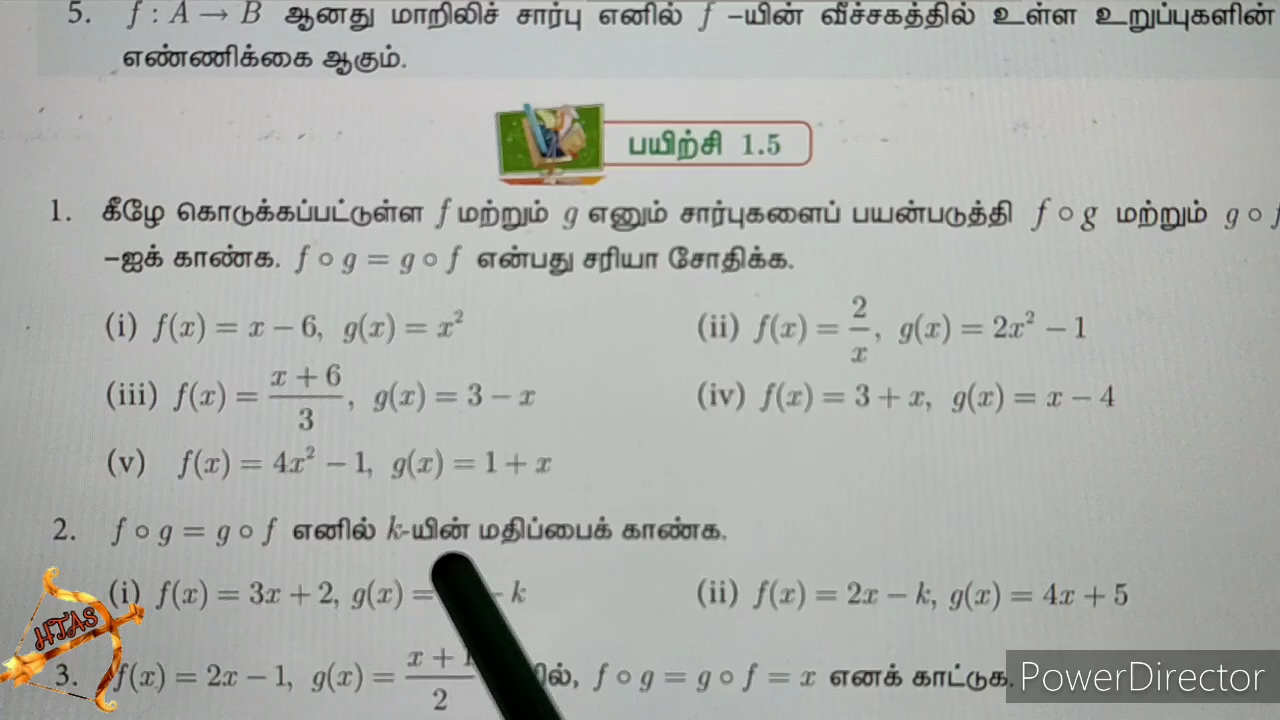 5. f : A → B ஆனது மாறிலிச் சார்பு எனில் f –யின் வீச்சகத்தில் உள்ள உறுப்புகளின்
எண்ணிக்கை ஆகும்.
பயிற்சி 1.5
1. கீழே கொடுக்கப்பட்டுள்ள f மற்றும் g எனும் சார்புகளைப் பயன்படுத்தி f ∘ g மற்றும் g ∘ f
–ஐக் காண்க. f ∘ g = g ∘ f என்பது சரியா சோதிக்க.
(i) f(x) = x − 6, g(x) = x² (ii) f(x) = 2/x, g(x) = 2x² − 1
(iii) f(x) = (x + 6)/3, g(x) = 3 − x (iv) f(x) = 3 + x, g(x) = x − 4
(v) f(x) = 4x² − 1, g(x) = 1 + x
2. f ∘ g = g ∘ f எனில் k-யின் மதிப்பைக் காண்க.
(i) f(x) = 3x + 2, g(x) = k (ii) f(x) = 2x − k, g(x) = 4x + 5
3. f(x) = 2x − 1, g(x) = (x + 1)/2 f ∘ g = g ∘ f = x எனக் காட்டுக.
HTAS
PowerDirector